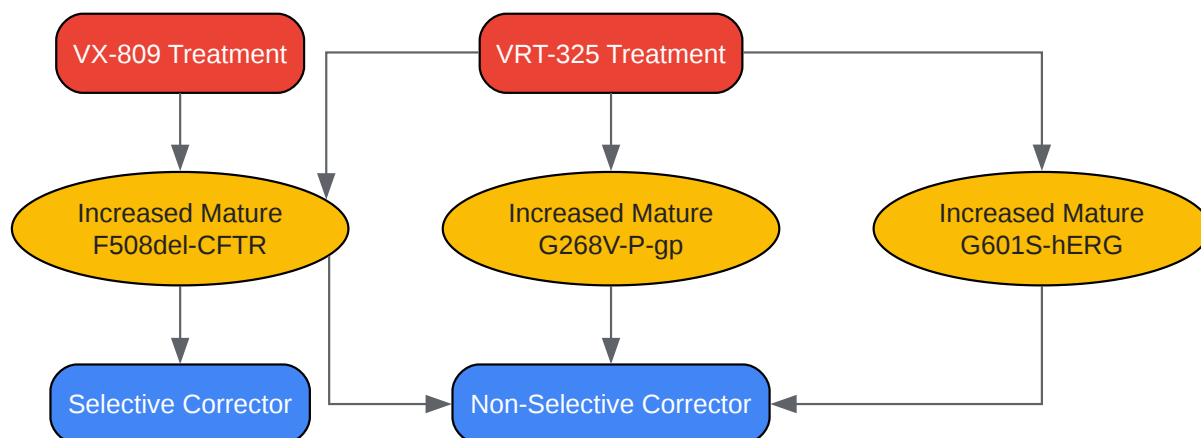 VX-809 Treatment
VRT-325 Treatment
Increased Mature
F508del-CFTR
Increased Mature
G268V-P-gp
Increased Mature
G601S-hERG
Selective Corrector
Non-Selective Corrector